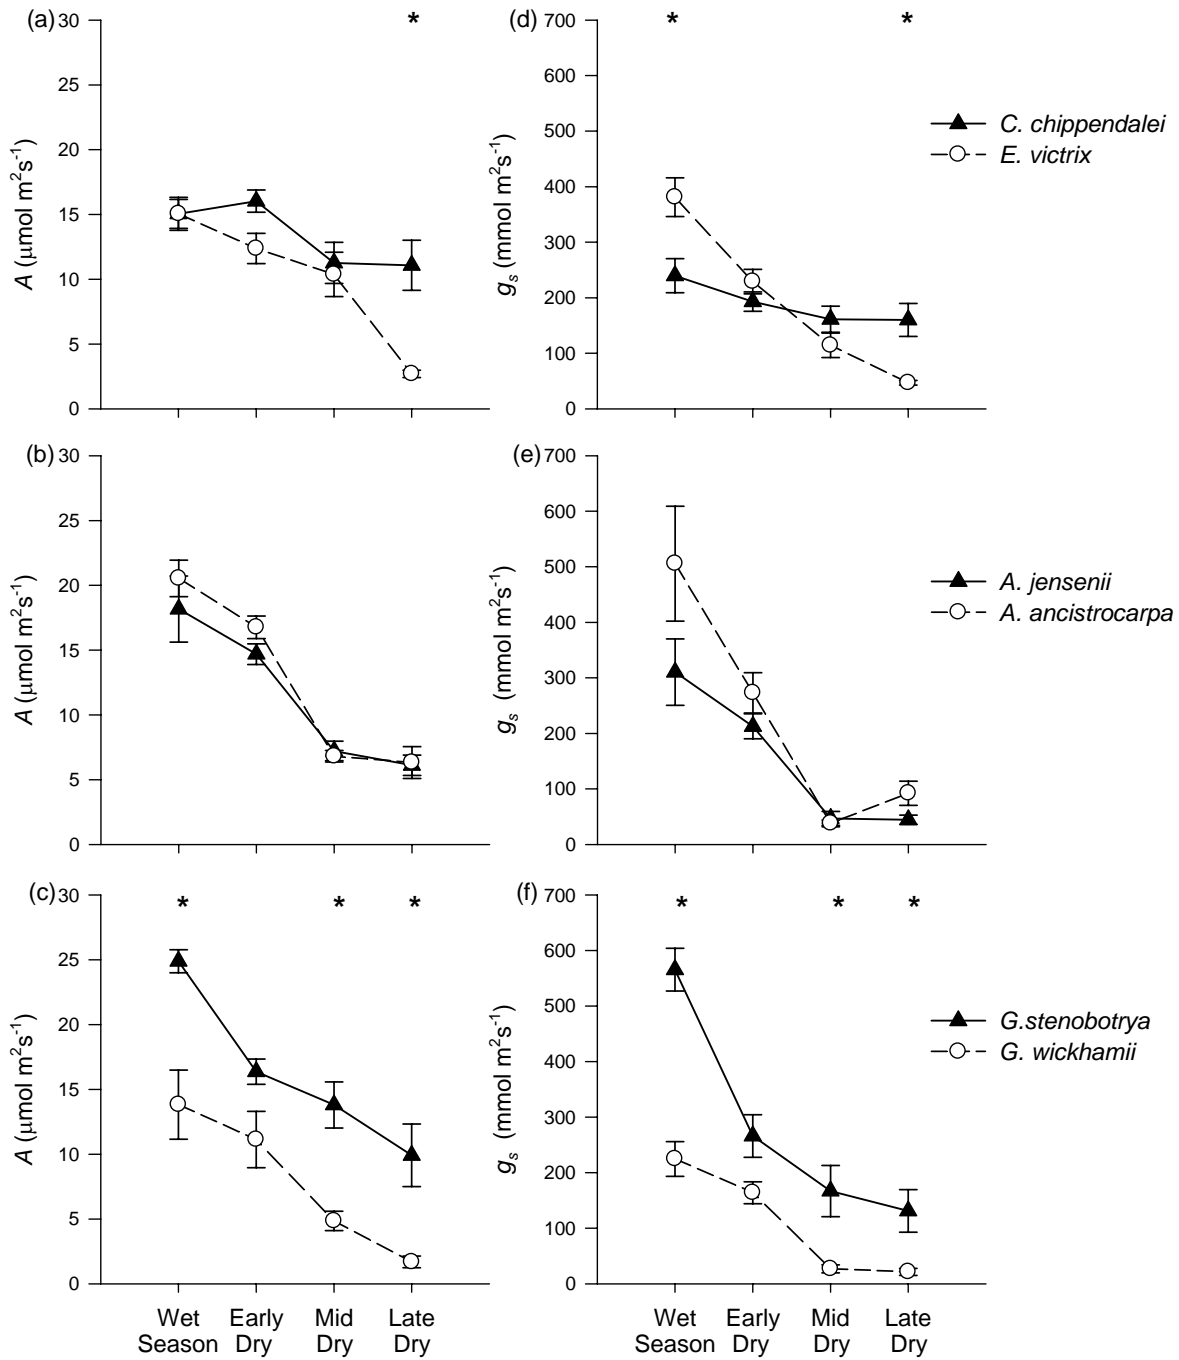 (a)
30
25
20
15
10
5
0
A (μmol m²s⁻¹)
*
(d)
700
600
500
400
300
200
100
0
gₛ (mmol m²s⁻¹)
*
*
C. chippendalei
E. victrix
(b)
30
25
20
15
10
5
0
A (μmol m²s⁻¹)
(e)
700
600
500
400
300
200
100
0
gₛ (mmol m²s⁻¹)
A. jensenii
A. ancistrocarpa
(c)
30
25
20
15
10
5
0
A (μmol m²s⁻¹)
*
*
*
Wet
Season
Early
Dry
Mid
Dry
Late
Dry
(f)
700
600
500
400
300
200
100
0
gₛ (mmol m²s⁻¹)
*
*
*
G.stenobotrya
G. wickhamii
Wet
Season
Early
Dry
Mid
Dry
Late
Dry